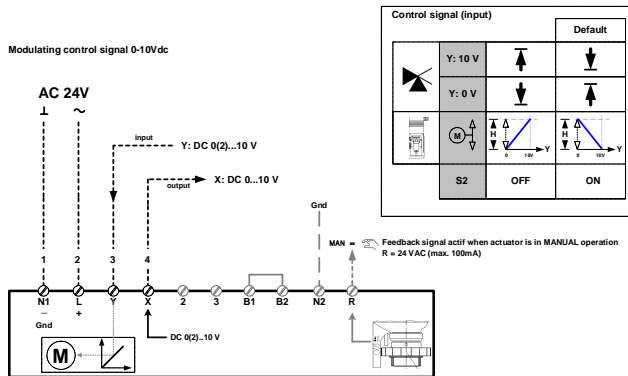 Control signal (input)
Default
Y: 10 V
Y: 0 V
M
H
Y
0
10V
H
Y
0
10V
S2
OFF
ON
Modulating control signal 0-10Vdc
AC 24V
⊥ ~
input
Y: DC 0(2)...10 V
output
X: DC 0...10 V
Gnd
MAN =
Feedback signal actif when actuator is in MANUAL operation
R = 24 VAC (max. 100mA)
1 2 3 4
N1 L Y X 2 3 B1 B2 N2 R
– +
Gnd
DC 0(2)..10 V
M